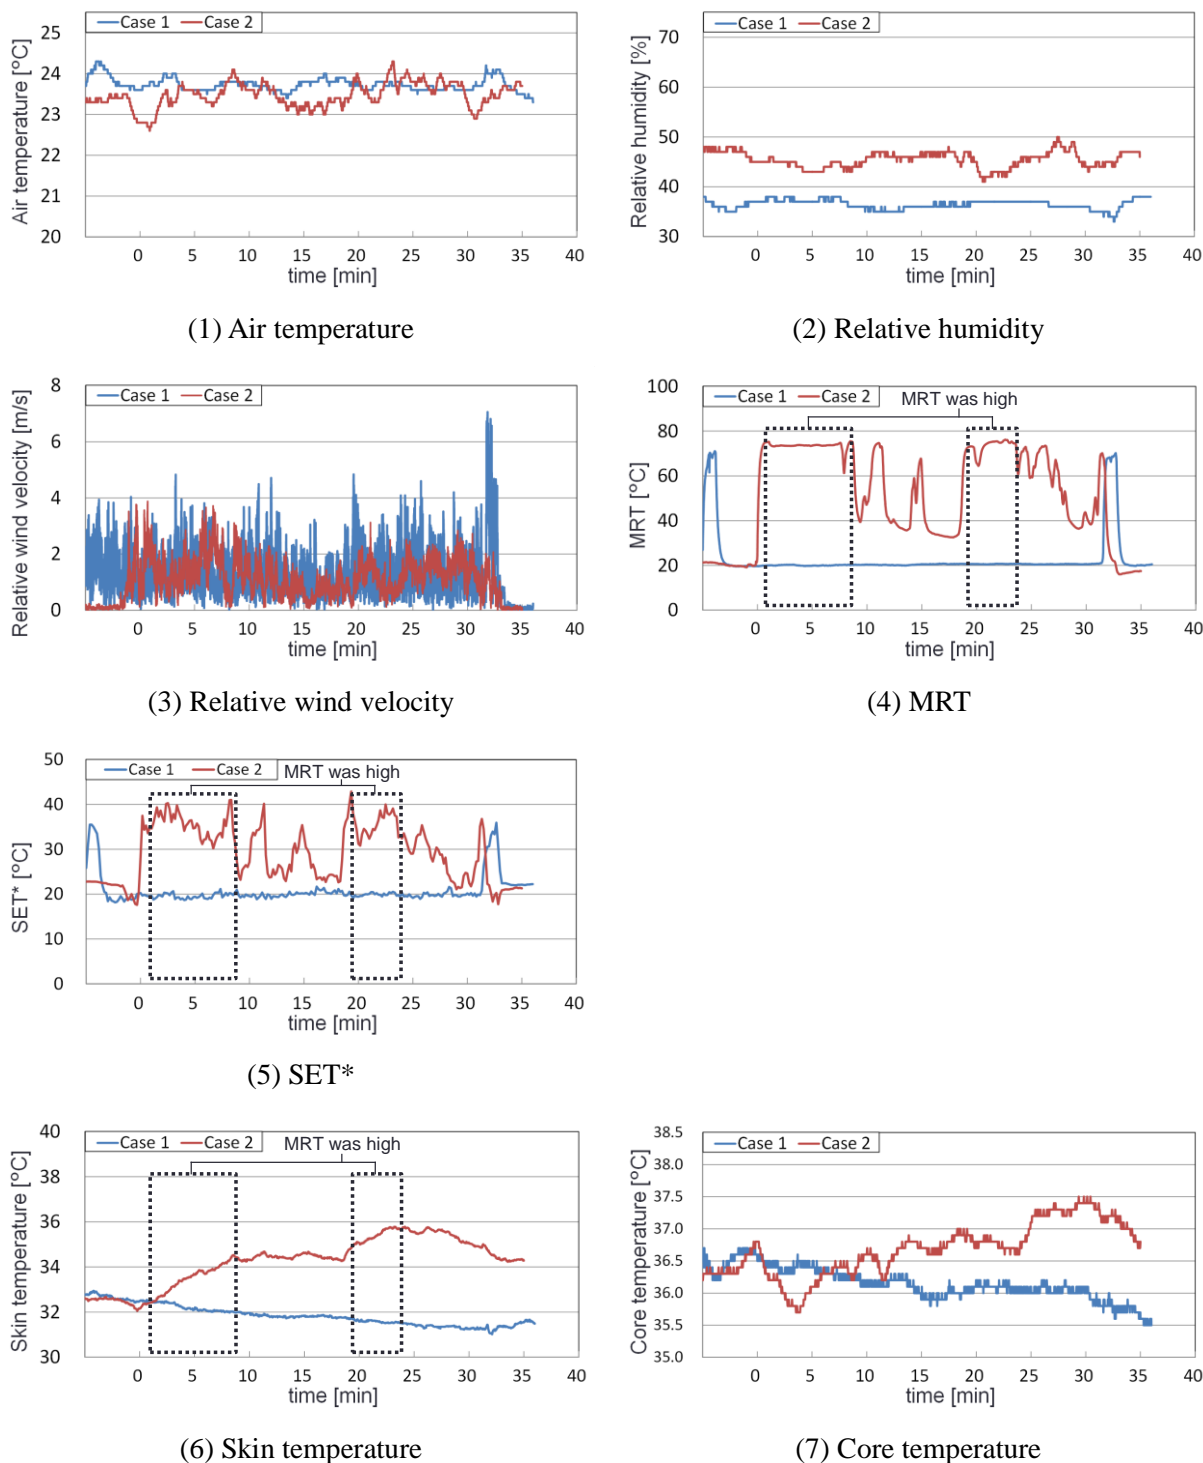 Case 1 Case 2
Air temperature [°C]
25
24
23
22
21
20
0 5 10 15 20 25 30 35 40
time [min]
(1) Air temperature
Case 1 Case 2
Relative humidity [%]
70
60
50
40
30
0 5 10 15 20 25 30 35 40
time [min]
(2) Relative humidity
Case 1 Case 2
Relative wind velocity [m/s]
8
6
4
2
0
0 5 10 15 20 25 30 35 40
time [min]
(3) Relative wind velocity
Case 1 Case 2
MRT was high
MRT [°C]
100
80
60
40
20
0
0 5 10 15 20 25 30 35 40
time [min]
(4) MRT
Case 1 Case 2
MRT was high
SET* [°C]
50
40
30
20
10
0
0 5 10 15 20 25 30 35 40
time [min]
(5) SET*
Case 1 Case 2
MRT was high
Skin temperature [°C]
40
38
36
34
32
30
0 5 10 15 20 25 30 35 40
time [min]
(6) Skin temperature
Case 1 Case 2
Core temperature [°C]
38.5
38.0
37.5
37.0
36.5
36.0
35.5
35.0
0 5 10 15 20 25 30 35 40
time [min]
(7) Core temperature